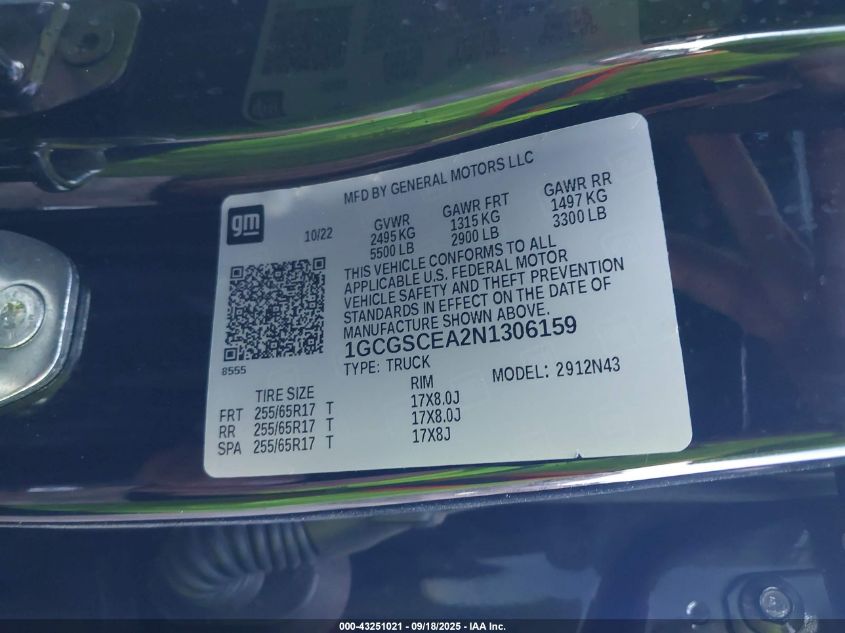 MFD BY GENERAL MOTORS LLC
gm
10/22
GVWR GAWR FRT GAWR RR
2495 KG 1315 KG 1497 KG
5500 LB 2900 LB 3300 LB
THIS VEHICLE CONFORMS TO ALL
APPLICABLE U.S. FEDERAL MOTOR
VEHICLE SAFETY AND THEFT PREVENTION
STANDARDS IN EFFECT ON THE DATE OF
MANUFACTURE SHOWN ABOVE.
1GCGSCEA2N1306159
8555
TYPE: TRUCK MODEL: 2912N43
TIRE SIZE RIM
FRT 255/65R17 T 17X8.0J
RR 255/65R17 T 17X8.0J
SPA 255/65R17 T 17X8J
000-43251021 - 09/18/2025 - IAA Inc.